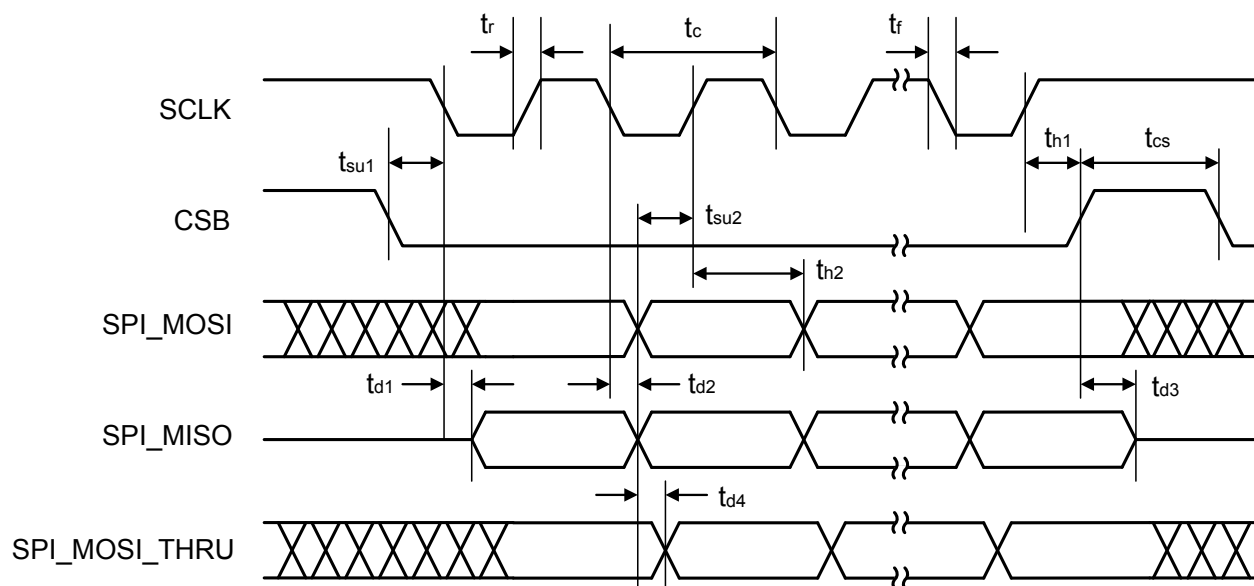 tr
tc
tf
SCLK
tsu1
th1
tcs
CSB
tsu2
th2
SPI_MOSI
td1
td2
td3
SPI_MISO
td4
SPI_MOSI_THRU